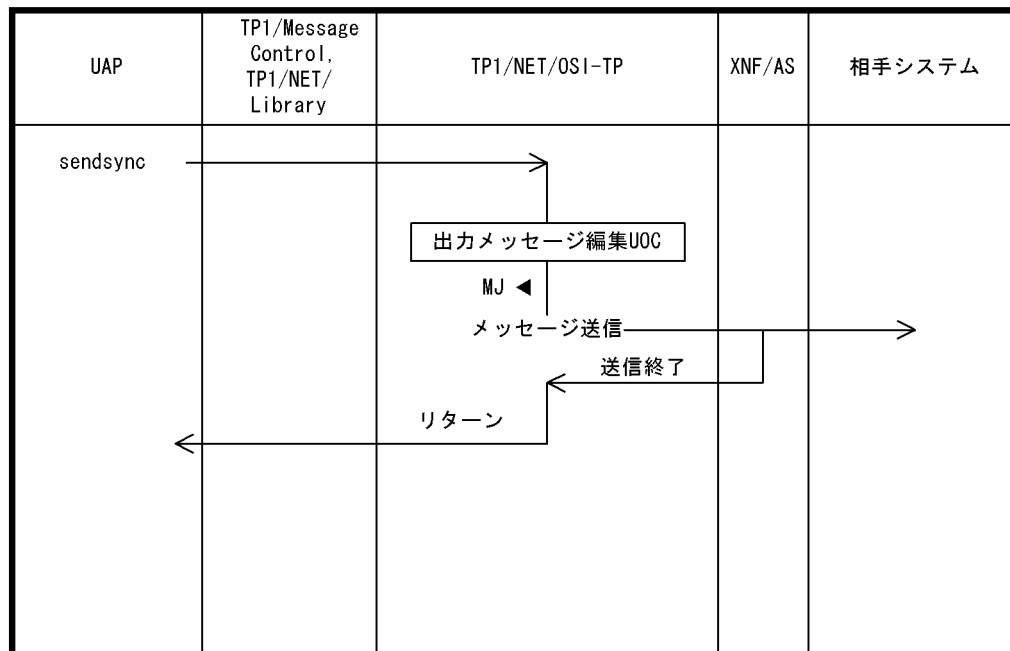 UAP
TP1/Message
Control,
TP1/NET/
Library
TP1/NET/OSI-TP
XNF/AS
相手システム
sendsync
出力メッセージ編集UOC
MJ
メッセージ送信
送信終了
リターン